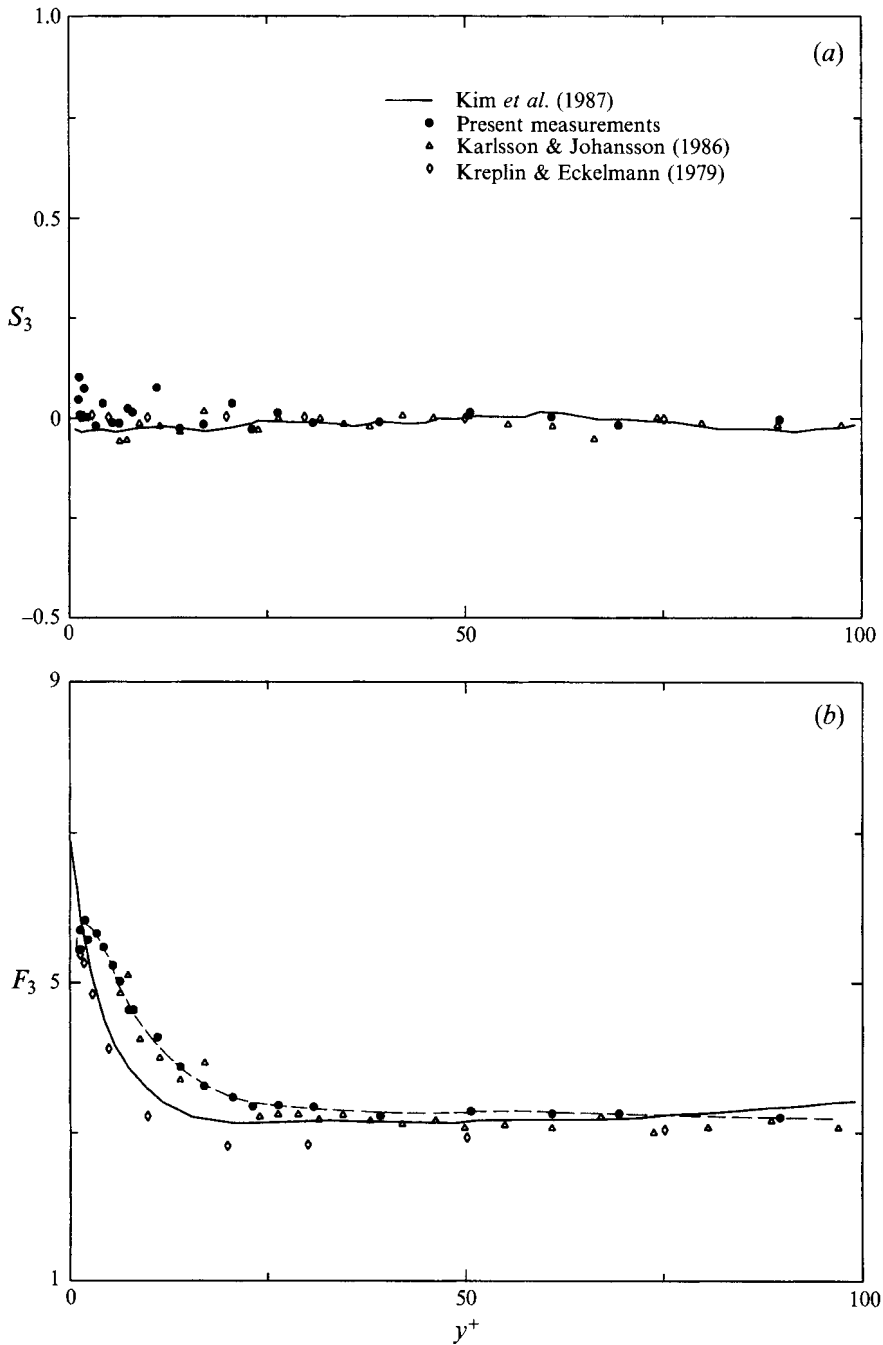 1.0
(a)
Kim et al. (1987)
Present measurements
Karlsson & Johansson (1986)
Kreplin & Eckelmann (1979)
0.5
S3
0
–0.5
0
50
100
9
(b)
F3
5
1
0
50
100
y+